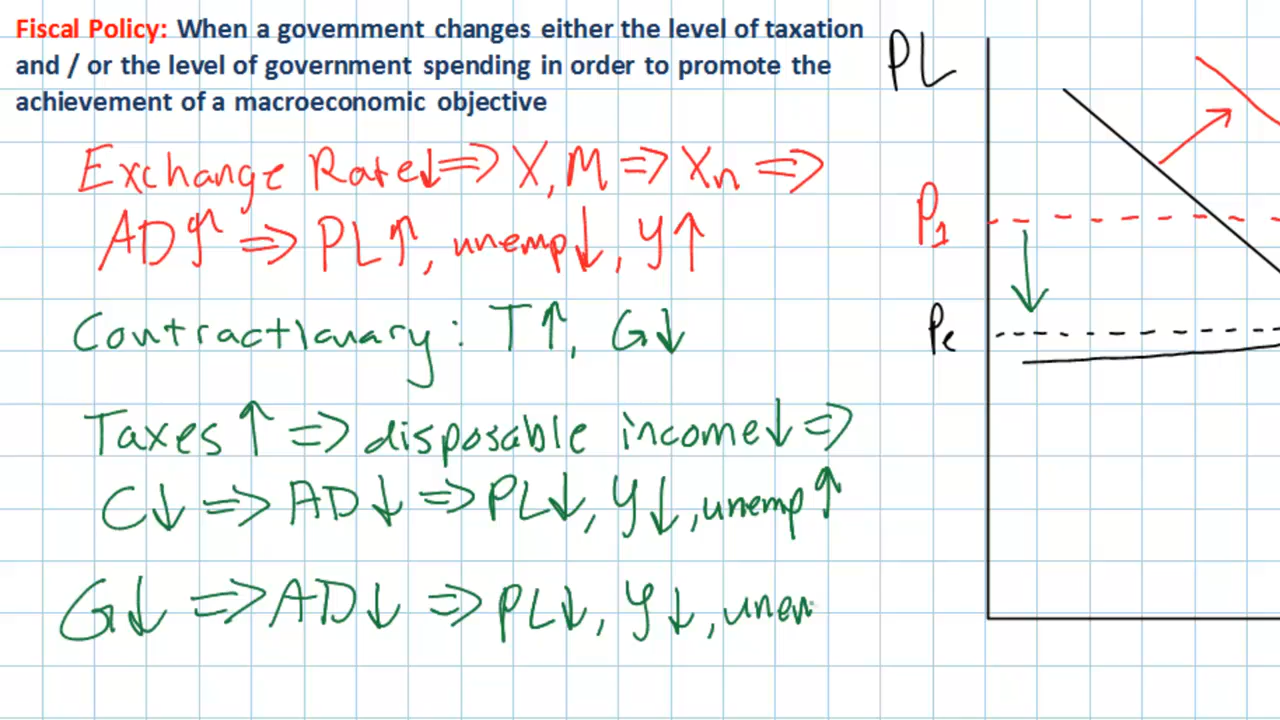 Fiscal Policy: When a government changes either the level of taxation
and / or the level of government spending in order to promote the
achievement of a macroeconomic objective
Exchange Rate↓ ⇒ X, M ⇒ Xn ⇒
AD↑ ⇒ PL↑, unemp↓, Y↑
Contractionary: T↑, G↓
Taxes↑ ⇒ disposable income↓ ⇒
C↓ ⇒ AD↓ ⇒ PL↓, Y↓, unemp↑
G↓ ⇒ AD↓ ⇒ PL↓, Y↓, unem
PL
P1
Pe